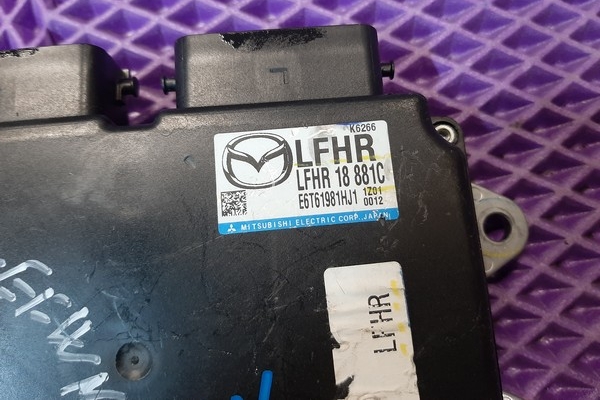 L
K6266
LFHR
LFHR 18 881C
E6T61981HJ1 1Z01
0012
MITSUBISHI ELECTRIC CORP. JAPAN
LFHR